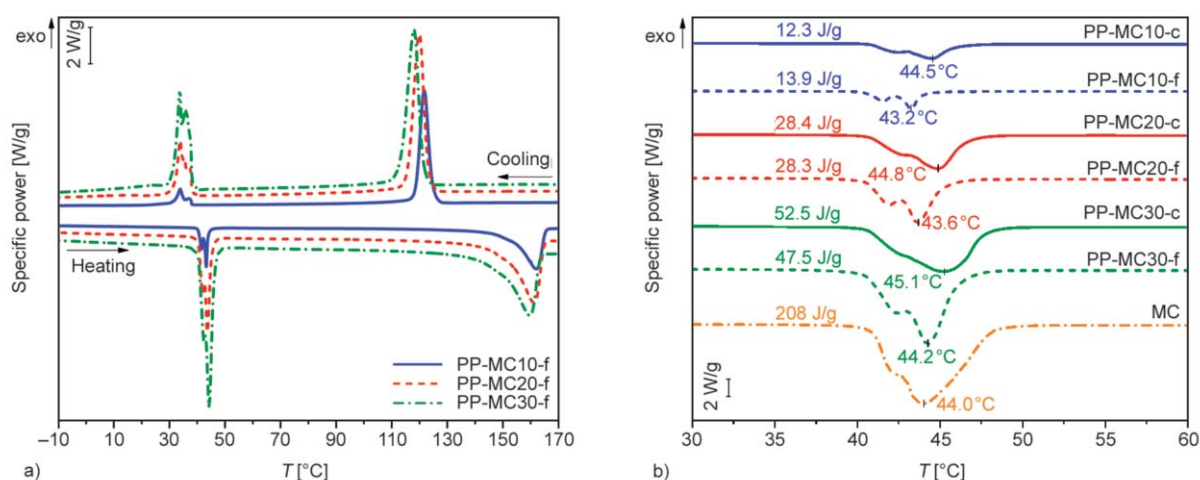 exo
2 W/g
Specific power [W/g]
Cooling
Heating
PP-MC10-f
PP-MC20-f
PP-MC30-f
–10 10 30 50 70 90 110 130 150 170
a)
T [°C]
exo
12.3 J/g
PP-MC10-c
44.5°C
13.9 J/g
PP-MC10-f
43.2°C
28.4 J/g
PP-MC20-c
44.8°C
28.3 J/g
PP-MC20-f
43.6°C
52.5 J/g
PP-MC30-c
45.1°C
47.5 J/g
PP-MC30-f
44.2°C
208 J/g
MC
44.0°C
Specific power [W/g]
2 W/g
30 35 40 45 50 55 60
b)
T [°C]